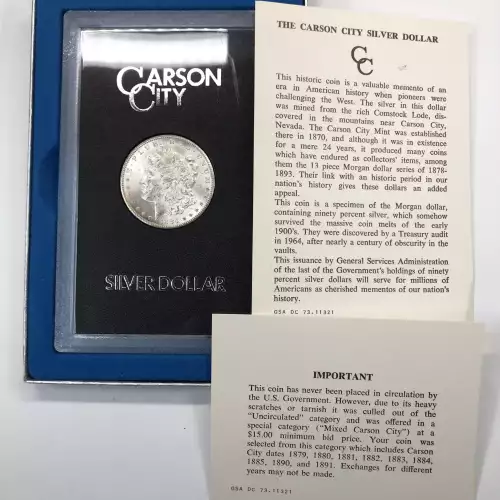 CARSON
CITY
SILVER DOLLAR
THE CARSON CITY SILVER DOLLAR
CC
This historic coin is a valuable memento of an
era in American history when pioneers were
challenging the West. The silver in this dollar
was mined from the rich Comstock Lode, dis-
covered in the mountains near Carson City,
Nevada. The Carson City Mint was established
there in 1870, and although it was in existence
for a mere 24 years, it produced many coins
which have endured as collectors' items, among
them the 13 piece Morgan dollar series of 1878-
1893. Their link with an historic period in our
nation's history gives these dollars an added
appeal.
This coin is a specimen of the Morgan dollar,
containing ninety percent silver, which somehow
survived the massive coin melts of the early
1900's. They were discovered by a Treasury audit
in 1964, after nearly a century of obscurity in the
vaults.
This issuance by General Services Administration
of the last of the Government's holdings of ninety
percent silver dollars will serve for millions of
Americans as cherished mementos of our nation's
history.
GSA DC 73.11321
IMPORTANT
This coin has never been placed in circulation by
the U.S. Government. However, due to its heavy
scratches or tarnish it was culled out of the
"Uncirculated" category and was offered in a
special category ("Mixed Carson City") at a
$15.00 minimum bid price. Your coin was
selected from this category which includes Carson
City dates 1879, 1880, 1881, 1882, 1883, 1884,
1885, 1890, and 1891. Exchanges for different
years may not be made.
GSA DC 73.11321